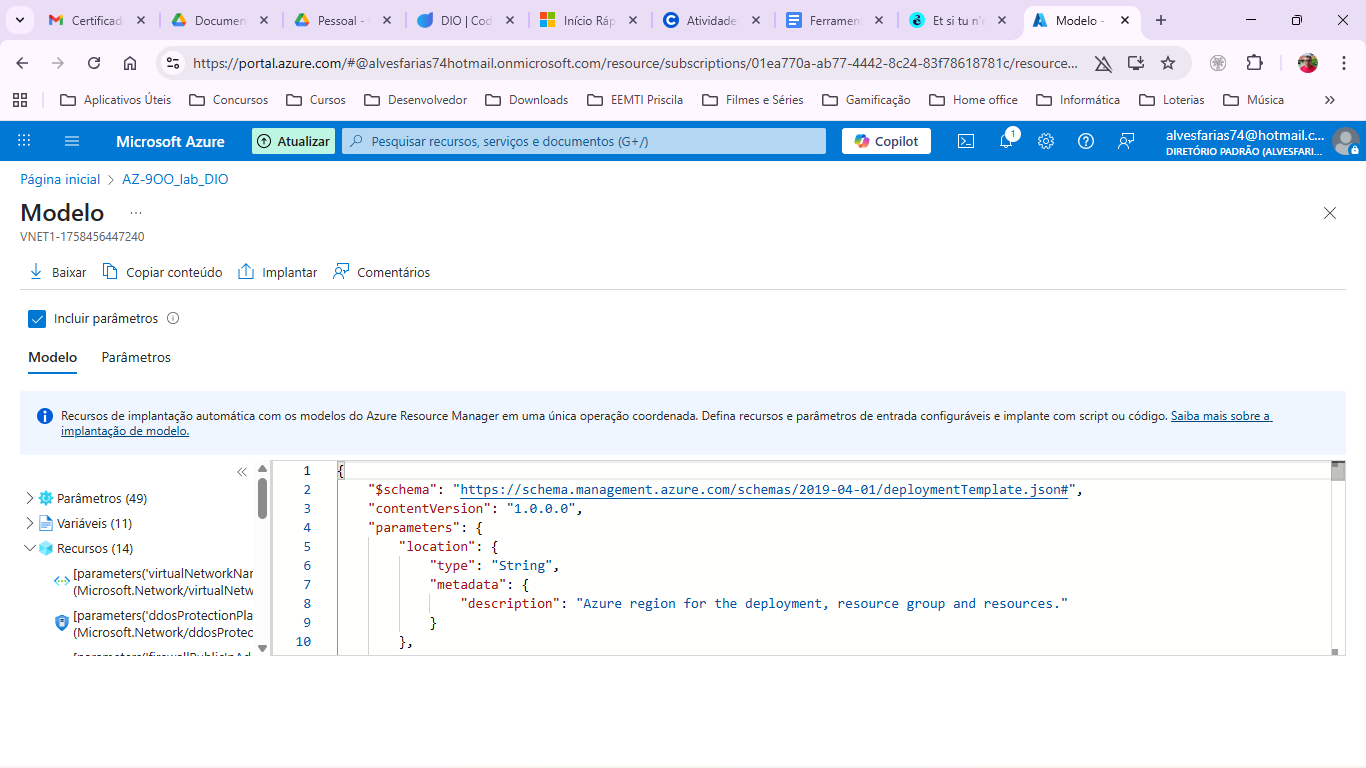 Certificado
Documen
Pessoal -
DIO | Cod
Início Ráp
Atividade
Ferramen
Et si tu n'e
Modelo -
https://portal.azure.com/#@alvesfarias74hotmail.onmicrosoft.com/resource/subscriptions/01ea770a-ab77-4442-8c24-83f78618781c/resource...
Aplicativos Úteis
Concursos
Cursos
Desenvolvedor
Downloads
EEMTI Priscila
Filmes e Séries
Gamificação
Home office
Informática
Loterias
Música
Microsoft Azure
Atualizar
Pesquisar recursos, serviços e documentos (G+/)
Copilot
1
alvesfarias74@hotmail.c...
DIRETÓRIO PADRÃO (ALVESFARI...
Página inicial > AZ-9OO_lab_DIO
Modelo ...
VNET1-1758456447240
Baixar
Copiar conteúdo
Implantar
Comentários
Incluir parâmetros
Modelo
Parâmetros
Recursos de implantação automática com os modelos do Azure Resource Manager em uma única operação coordenada. Defina recursos e parâmetros de entrada configuráveis e implante com script ou código. Saiba mais sobre a
implantação de modelo.
Parâmetros (49)
Variáveis (11)
Recursos (14)
[parameters('virtualNetworkNar
(Microsoft.Network/virtualNetw
[parameters('ddosProtectionPla
(Microsoft.Network/ddosProtec
[parameters('firewallPublicIpAd
1 {
2 "$schema": "https://schema.management.azure.com/schemas/2019-04-01/deploymentTemplate.json#",
3 "contentVersion": "1.0.0.0",
4 "parameters": {
5 "location": {
6 "type": "String",
7 "metadata": {
8 "description": "Azure region for the deployment, resource group and resources."
9 }
10 },